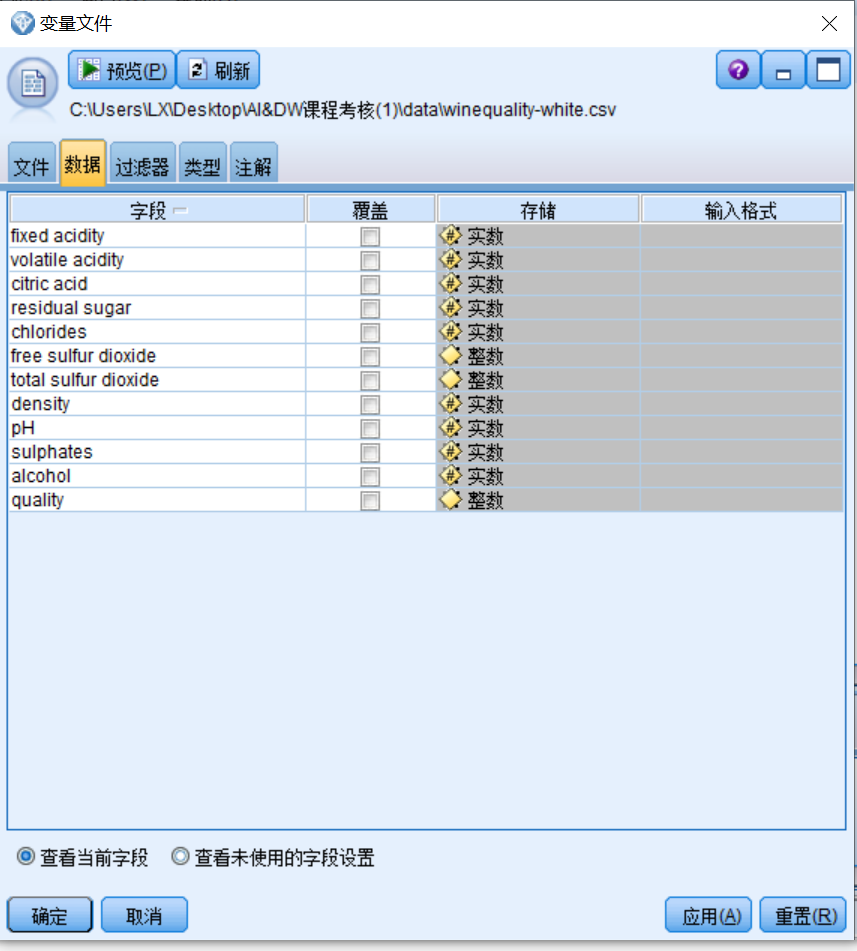 变量文件
预览(P) 刷新
C:\Users\LX\Desktop\AI&DW课程考核(1)\data\winequality-white.csv
文件 数据 过滤器 类型 注解
字段 覆盖 存储 输入格式
fixed acidity 实数
volatile acidity 实数
citric acid 实数
residual sugar 实数
chlorides 实数
free sulfur dioxide 整数
total sulfur dioxide 整数
density 实数
pH 实数
sulphates 实数
alcohol 实数
quality 整数
查看当前字段 查看未使用的字段设置
确定 取消 应用(A) 重置(R)